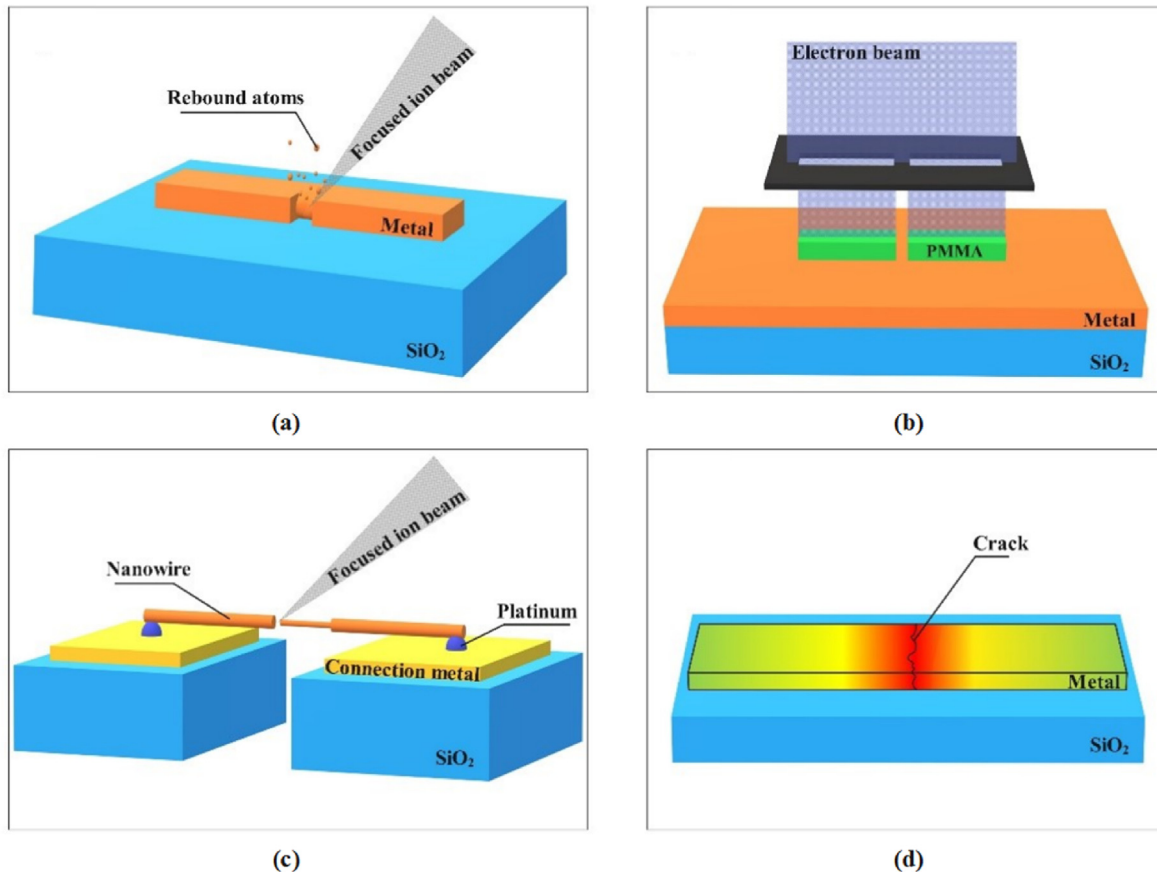 Rebound atoms
Focused ion beam
Metal
SiO₂
(a)
Electron beam
PMMA
Metal
SiO₂
(b)
Focused ion beam
Nanowire
Platinum
Connection metal
SiO₂
(c)
Crack
Metal
SiO₂
(d)